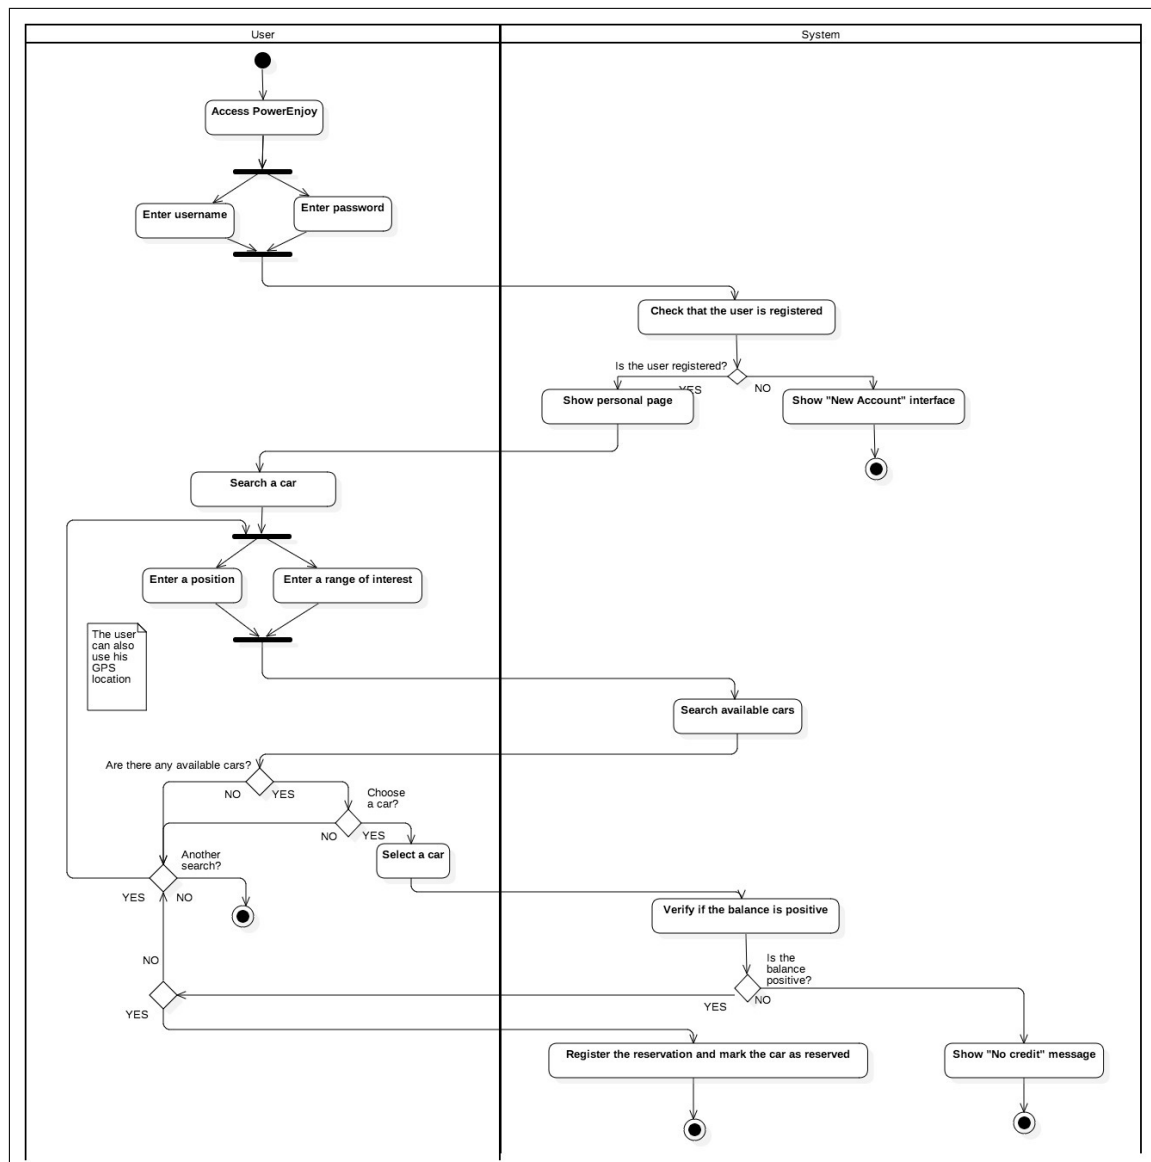 User
System
Access PowerEnjoy
Enter username
Enter password
Check that the user is registered
Is the user registered?
YES
NO
Show personal page
Show "New Account" interface
Search a car
Enter a position
Enter a range of interest
The user
can also
use his
GPS
location
Search available cars
Are there any available cars?
NO
YES
Choose
a car?
NO
YES
Select a car
Another
search?
YES
NO
Verify if the balance is positive
Is the
balance
positive?
NO
YES
NO
YES
Register the reservation and mark the car as reserved
Show "No credit" message